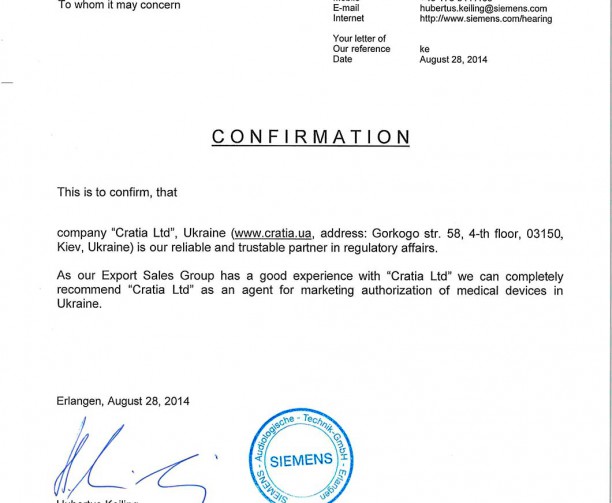 To whom it may concern
E-mail hubertus.keiling@siemens.com
Internet http://www.siemens.com/hearing
Your letter of
Our reference ke
Date August 28, 2014
CONFIRMATION
This is to confirm, that
company “Cratia Ltd”, Ukraine (www.cratia.ua, address: Gorkogo str. 58, 4-th floor, 03150,
Kiev, Ukraine) is our reliable and trustable partner in regulatory affairs.
As our Export Sales Group has a good experience with “Cratia Ltd” we can completely
recommend “Cratia Ltd” as an agent for marketing authorization of medical devices in
Ukraine.
Erlangen, August 28, 2014
Siemens Audiologische - Technik-GmbH - Erlangen
SIEMENS
Hubertus Keiling